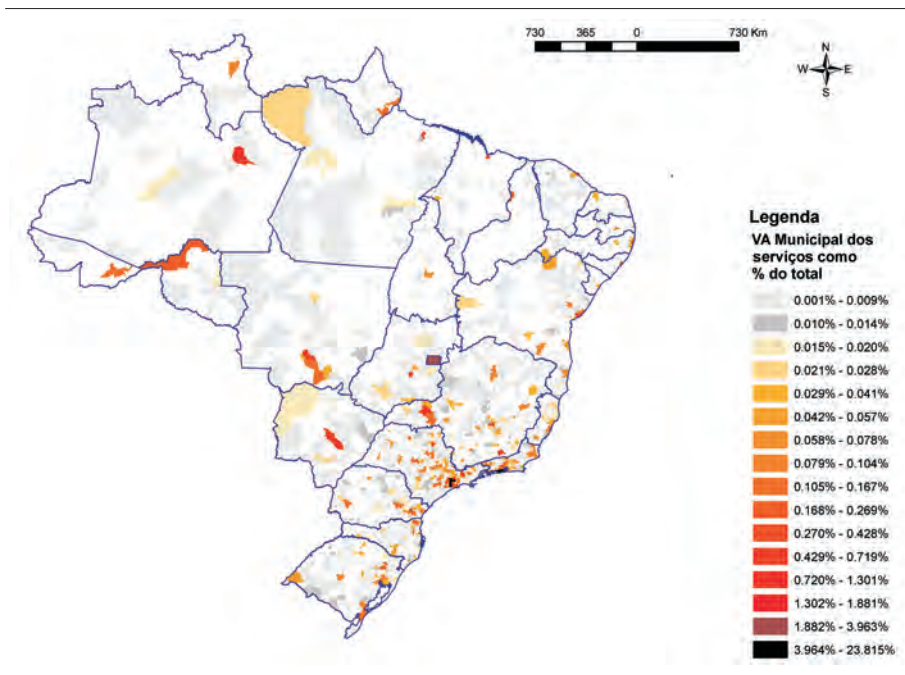 730 365 0 730 Km
N
W E
S
Legenda
VA Municipal dos
serviços como
% do total
0.001% - 0.009%
0.010% - 0.014%
0.015% - 0.020%
0.021% - 0.028%
0.029% - 0.041%
0.042% - 0.057%
0.058% - 0.078%
0.079% - 0.104%
0.105% - 0.167%
0.168% - 0.269%
0.270% - 0.428%
0.429% - 0.719%
0.720% - 1.301%
1.302% - 1.881%
1.882% - 3.963%
3.964% - 23.815%